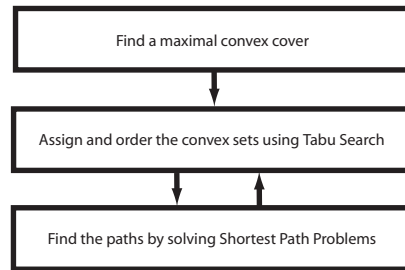 Find a maximal convex cover
Assign and order the convex sets using Tabu Search
Find the paths by solving Shortest Path Problems